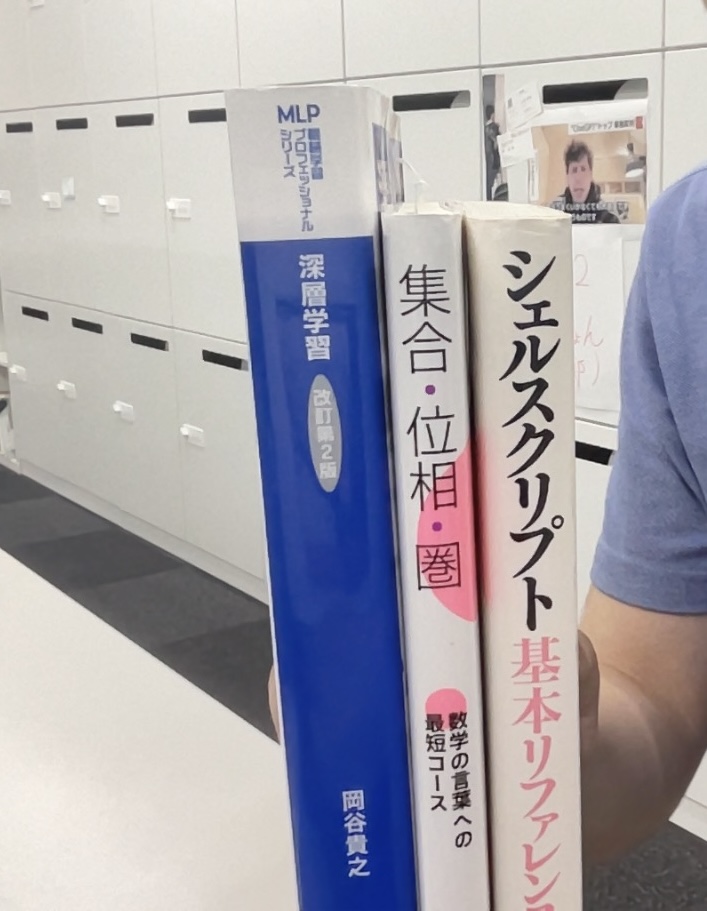 MLP
機械学習
プロフェッショナル
シリーズ
深層学習
改訂第2版
岡谷貴之
集合・位相・圏
数学の言葉への
最短コース
シェルスクリプト基本リファレンス